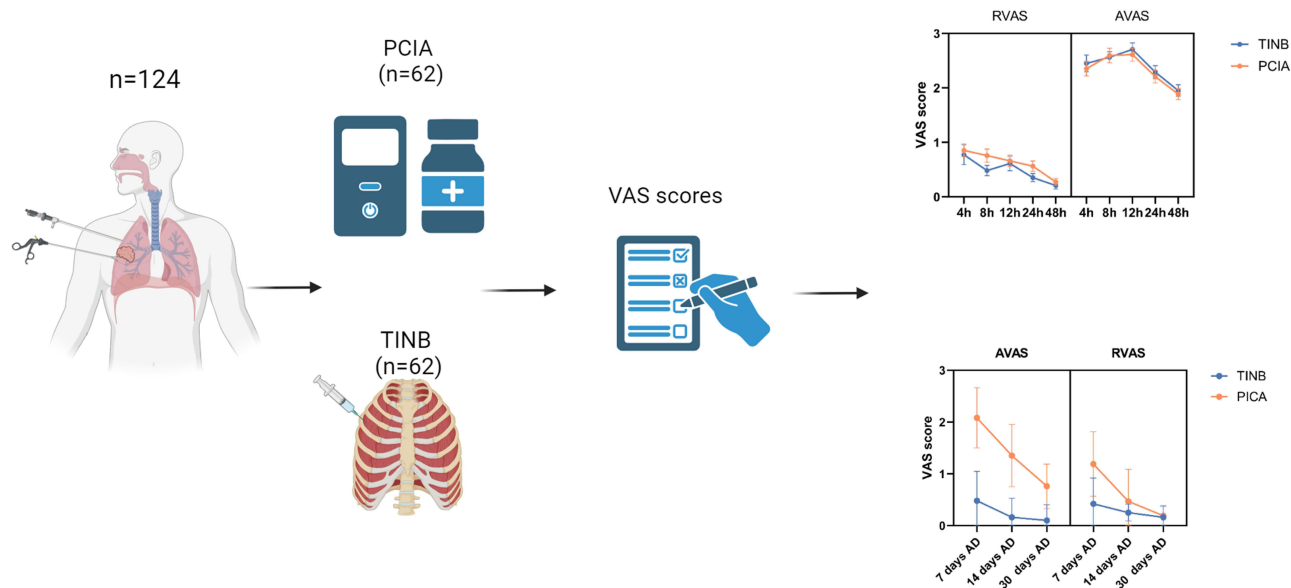 n=124
PCIA
(n=62)
TINB
(n=62)
VAS scores
RVAS
AVAS
TINB
PCIA
VAS score
3
2
1
0
4h 8h 12h 24h 48h
4h 8h 12h 24h 48h
AVAS
RVAS
TINB
PICA
VAS score
3
2
1
0
7 days AD
14 days AD
30 days AD
7 days AD
14 days AD
30 days AD